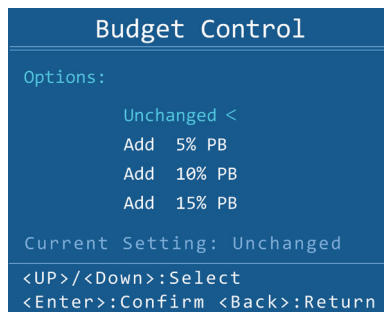 Budget Control
Options:
Unchanged <
Add 5% PB
Add 10% PB
Add 15% PB
Current Setting: Unchanged
<UP>/<Down>:Select
<Enter>:Confirm <Back>:Return